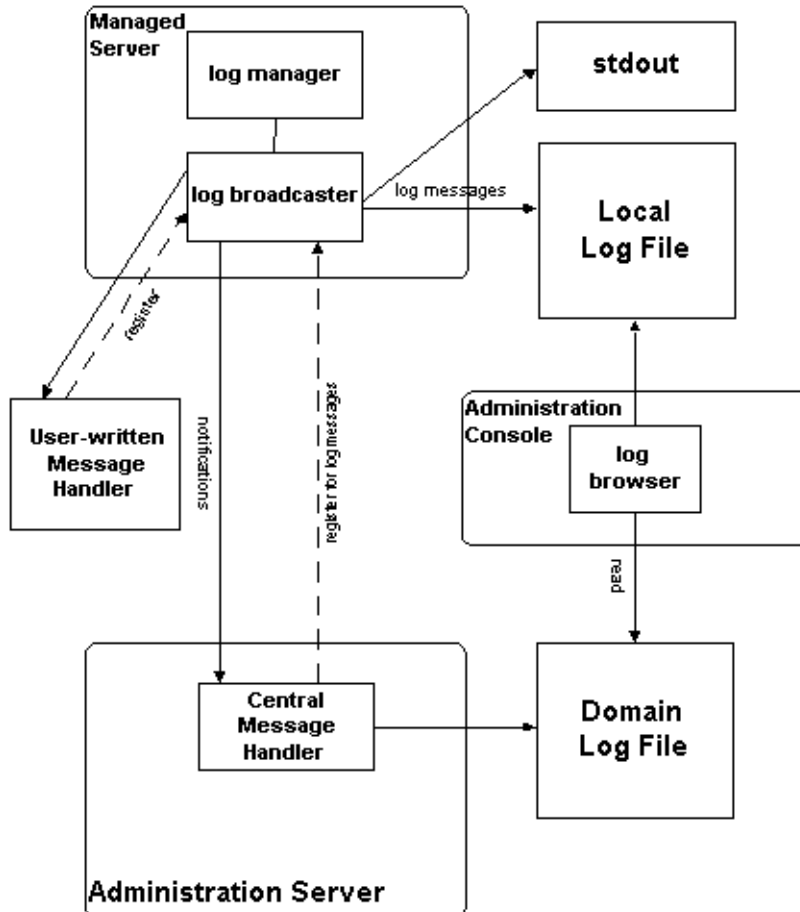 Managed
Server
log manager
stdout
log broadcaster
log messages
Local
Log File
register
User-written
Message
Handler
notifications
register for log messages
Administration
Console
log
browser
read
Central
Message
Handler
Domain
Log File
Administration Server